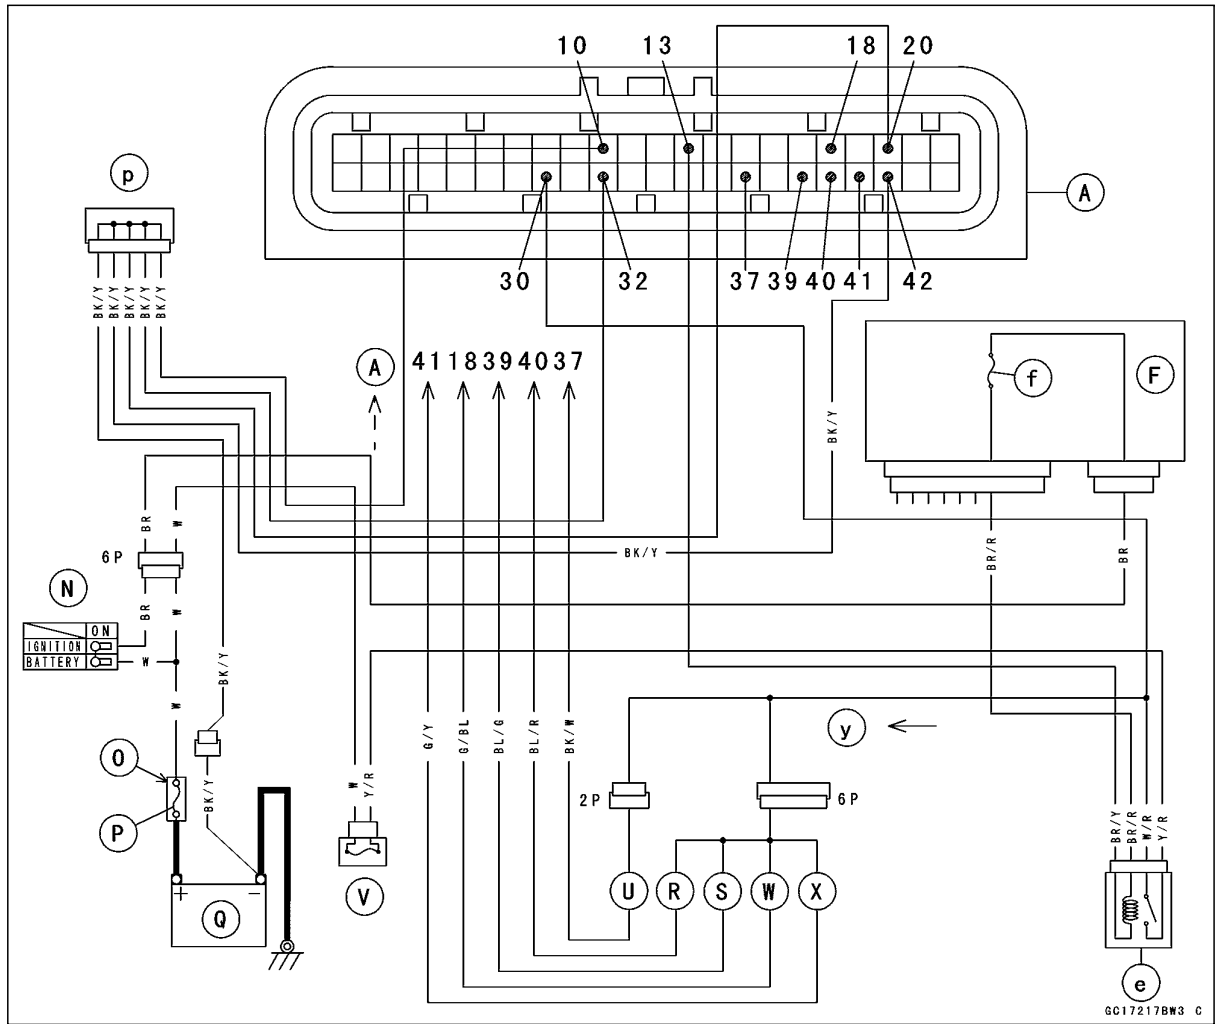 10 13 18 20
p
A
30 32 37 39 40 41 42
BK/Y BK/Y BK/Y BK/Y BK/Y
A 41 18 39 40 37
f F
BK/Y
BR W
6P
BK/Y
BR/R BR
N
BR W
ON
IGNITION
BATTERY W
BK/Y
W
G/Y G/BL BL/G BL/R BK/W
y
O
BK/Y
W Y/R
2P 6P
P
BR/Y BR/R W/R Y/R
V
U R S W X
+ -
Q
e
GC17217BW3 C